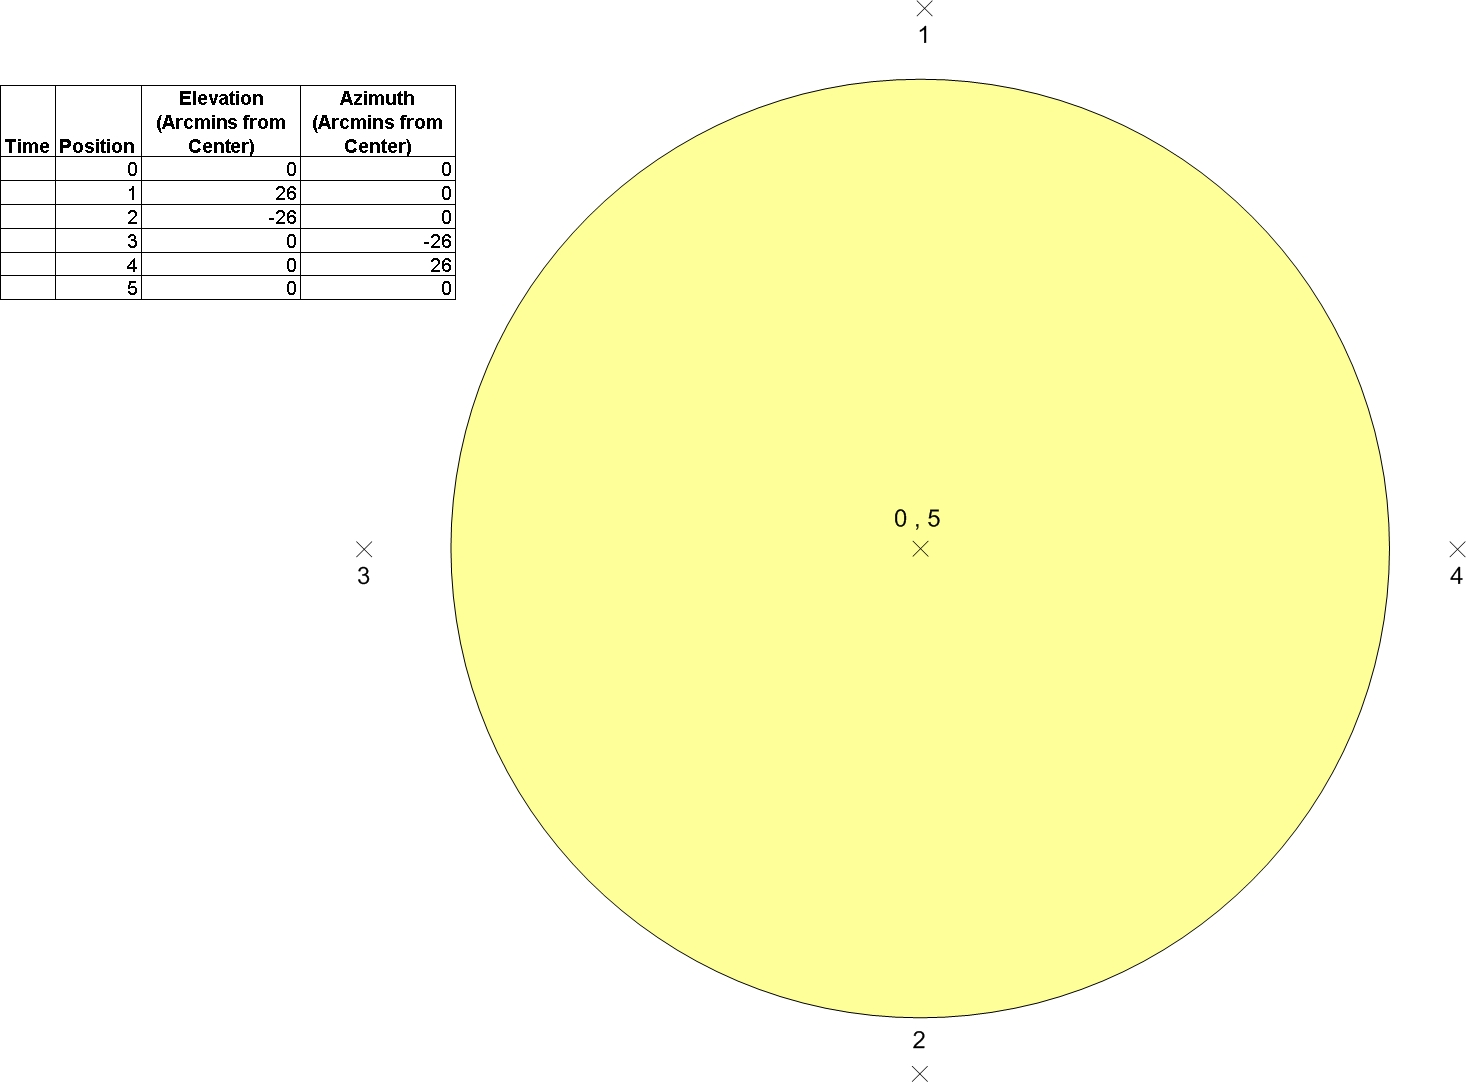 1
Elevation Azimuth
(Arcmins from (Arcmins from
Time Position Center) Center)
0 0 0
1 26 0
2 -26 0
3 0 -26
4 0 26
5 0 0
0 , 5
3
4
2